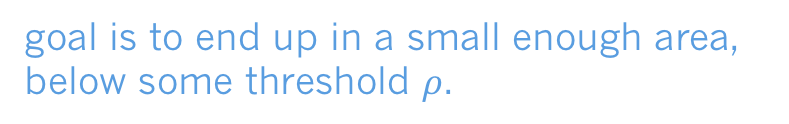 goal is to end up in a small enough area,
below some threshold ρ.